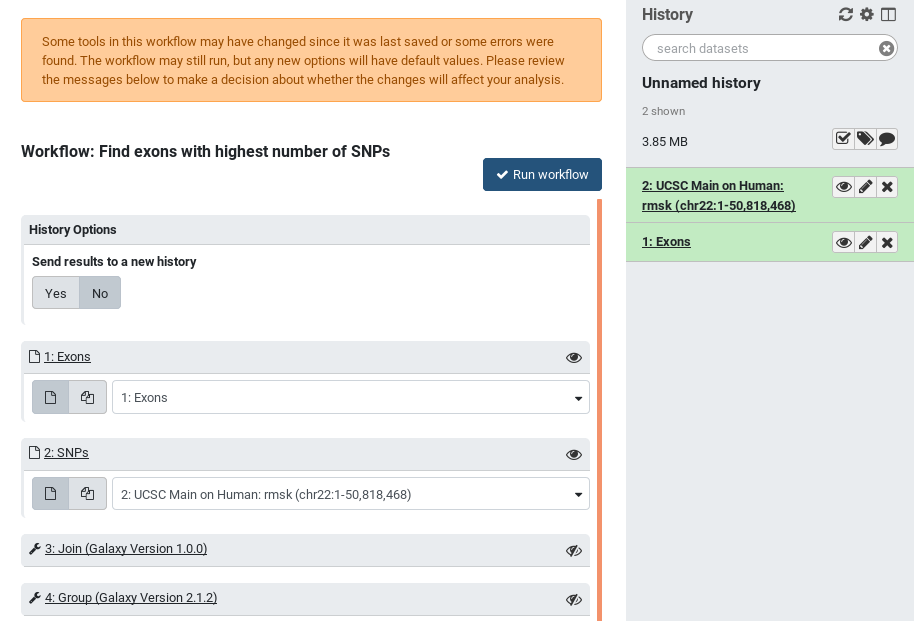 Some tools in this workflow may have changed since it was last saved or some errors were
found. The workflow may still run, but any new options will have default values. Please review
the messages below to make a decision about whether the changes will affect your analysis.
Workflow: Find exons with highest number of SNPs
Run workflow
History Options
Send results to a new history
Yes No
1: Exons
1: Exons
2: SNPs
2: UCSC Main on Human: rmsk (chr22:1-50,818,468)
3: Join (Galaxy Version 1.0.0)
4: Group (Galaxy Version 2.1.2)
History
search datasets
Unnamed history
2 shown
3.85 MB
2: UCSC Main on Human:
rmsk (chr22:1-50,818,468)
1: Exons